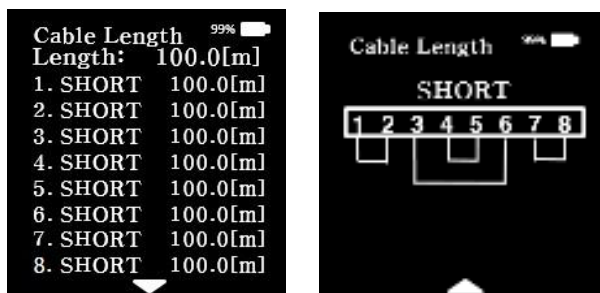 Cable Length 99%
Length: 100.0[m]
1. SHORT 100.0[m]
2. SHORT 100.0[m]
3. SHORT 100.0[m]
4. SHORT 100.0[m]
5. SHORT 100.0[m]
6. SHORT 100.0[m]
7. SHORT 100.0[m]
8. SHORT 100.0[m]
Cable Length 99%
SHORT
1 2 3 4 5 6 7 8